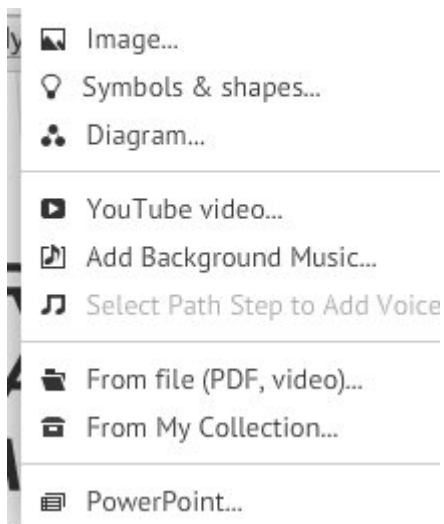 Image...
Symbols & shapes...
Diagram...
YouTube video...
Add Background Music...
Select Path Step to Add Voice
From file (PDF, video)...
From My Collection...
PowerPoint...